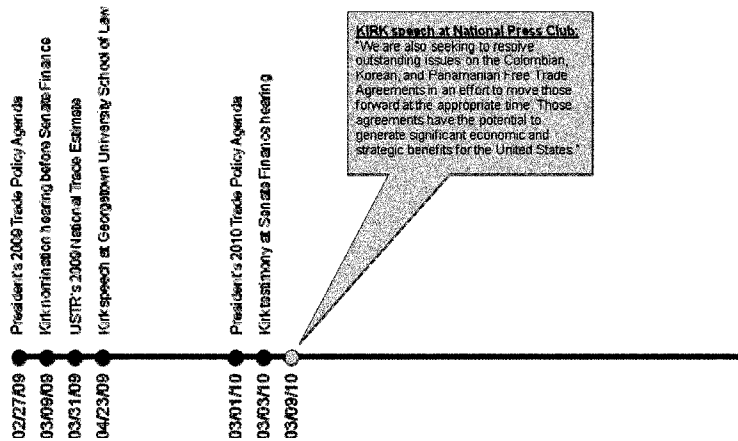 KIRK speech at National Press Club:
"We are also seeking to resolve
outstanding issues on the Colombian,
Korean, and Panamanian Free Trade
Agreements in an effort to move those
forward at the appropriate time. Those
agreements have the potential to
generate significant economic and
strategic benefits for the United States."
President's 2009 Trade Policy Agenda
Kirk nomination hearing before Senate Finance
USTR's 2009 National Trade Estimate
Kirk speech at Georgetown University School of Law
President's 2010 Trade Policy Agenda
Kirk testimony at Senate Finance hearing
02/27/09
03/09/09
03/31/09
04/23/09
03/01/10
03/03/10
03/09/10